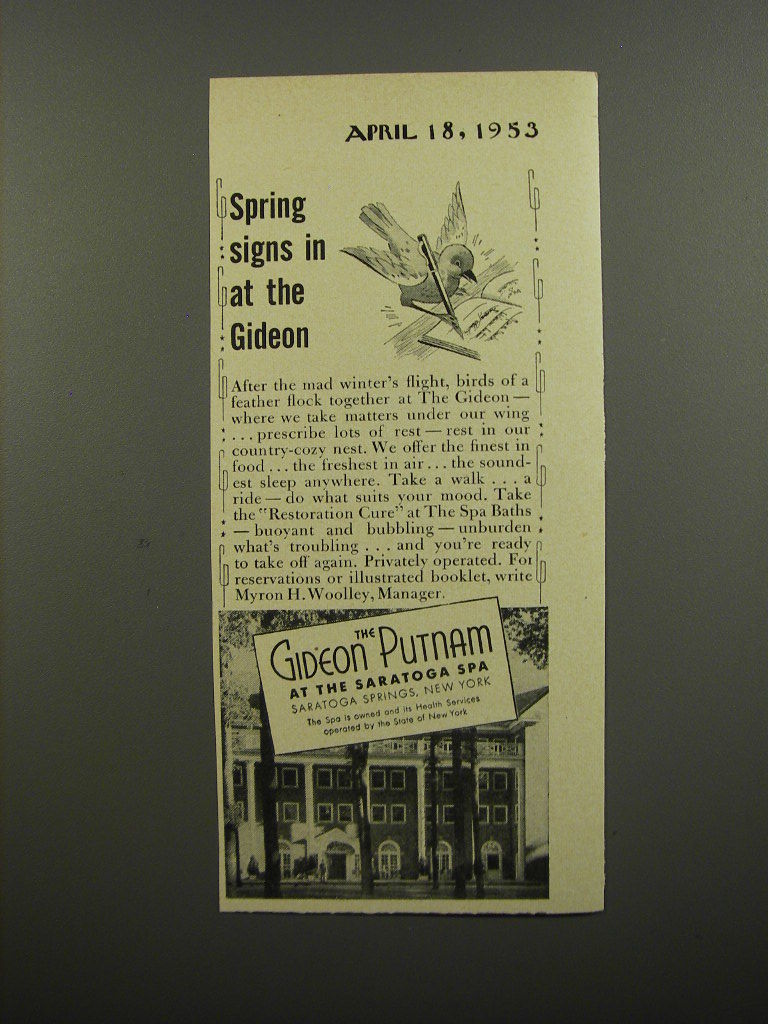 APRIL 18, 1953
Spring
signs in
at the
Gideon
After the mad winter's flight, birds of a
feather flock together at The Gideon —
where we take matters under our wing
... prescribe lots of rest — rest in our
country-cozy nest. We offer the finest in
food ... the freshest in air ... the sound-
est sleep anywhere. Take a walk ... a
ride — do what suits your mood. Take
the "Restoration Cure" at The Spa Baths
— buoyant and bubbling — unburden
what's troubling ... and you're ready
to take off again. Privately operated. For
reservations or illustrated booklet, write
Myron H. Woolley, Manager.
THE
GIDEON PUTNAM
AT THE SARATOGA SPA
SARATOGA SPRINGS, NEW YORK
The Spa is owned and its Health Services
operated by the State of New York